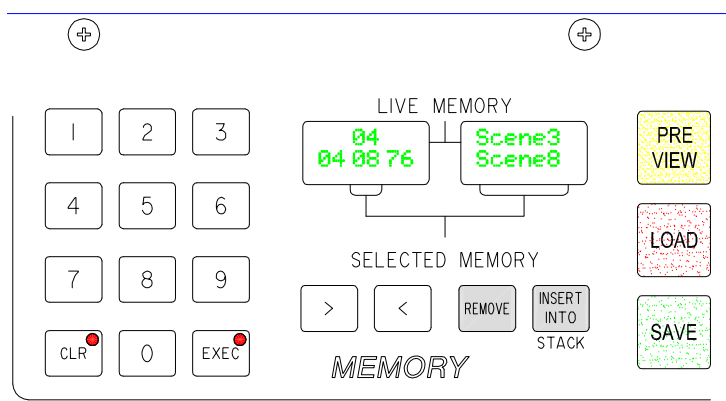 LIVE MEMORY
1 2 3
04 Scene3
04 08 76 Scene8
PRE
VIEW
4 5 6
LOAD
SELECTED MEMORY
7 8 9
> < REMOVE INSERT
INTO
STACK
CLR 0 EXEC
SAVE
MEMORY